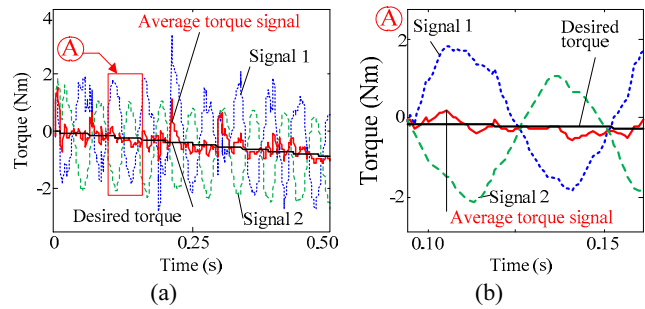 (a)
Torque (Nm)
4
2
0
-2
0
0.25
0.50
Time (s)
A
Average torque signal
Signal 1
Desired torque
Signal 2
(b)
A
Torque (Nm)
2
0
-2
0.10
0.15
Time (s)
Signal 1
Desired
torque
Signal 2
Average torque signal